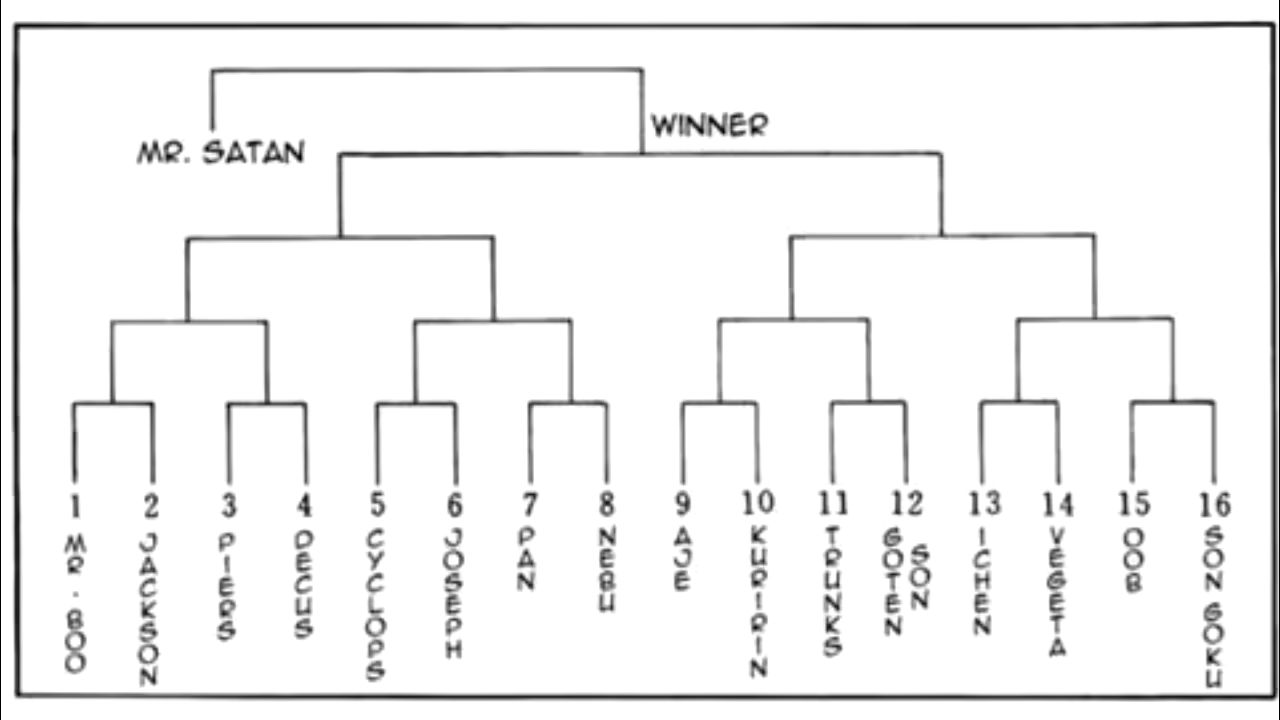 WINNER
MR. SATAN
1 2 3 4 5 6 7 8 9 10 11 12 13 14 15 16
MR. BOO
JACKSON
PIERS
DECUS
CYCLOPS
JOSEPH
PAN
NEBU
AJE
KURIRIN
TRUNKS
SON
GOTEN
ICHEN
VEGETA
OOB
SON GOKU